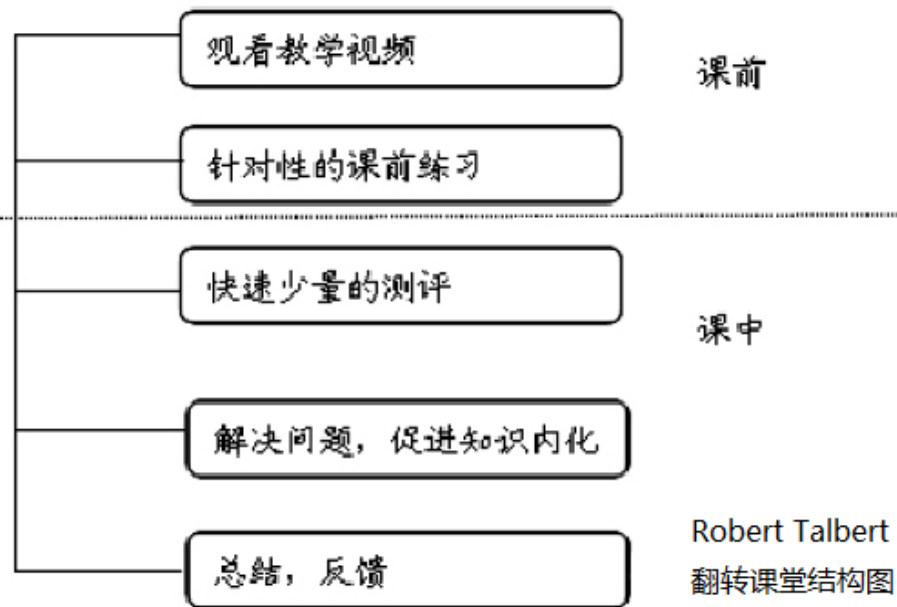 观看教学视频
课前
针对性的课前练习
快速少量的测评
课中
解决问题，促进知识内化
总结，反馈
Robert Talbert
翻转课堂结构图